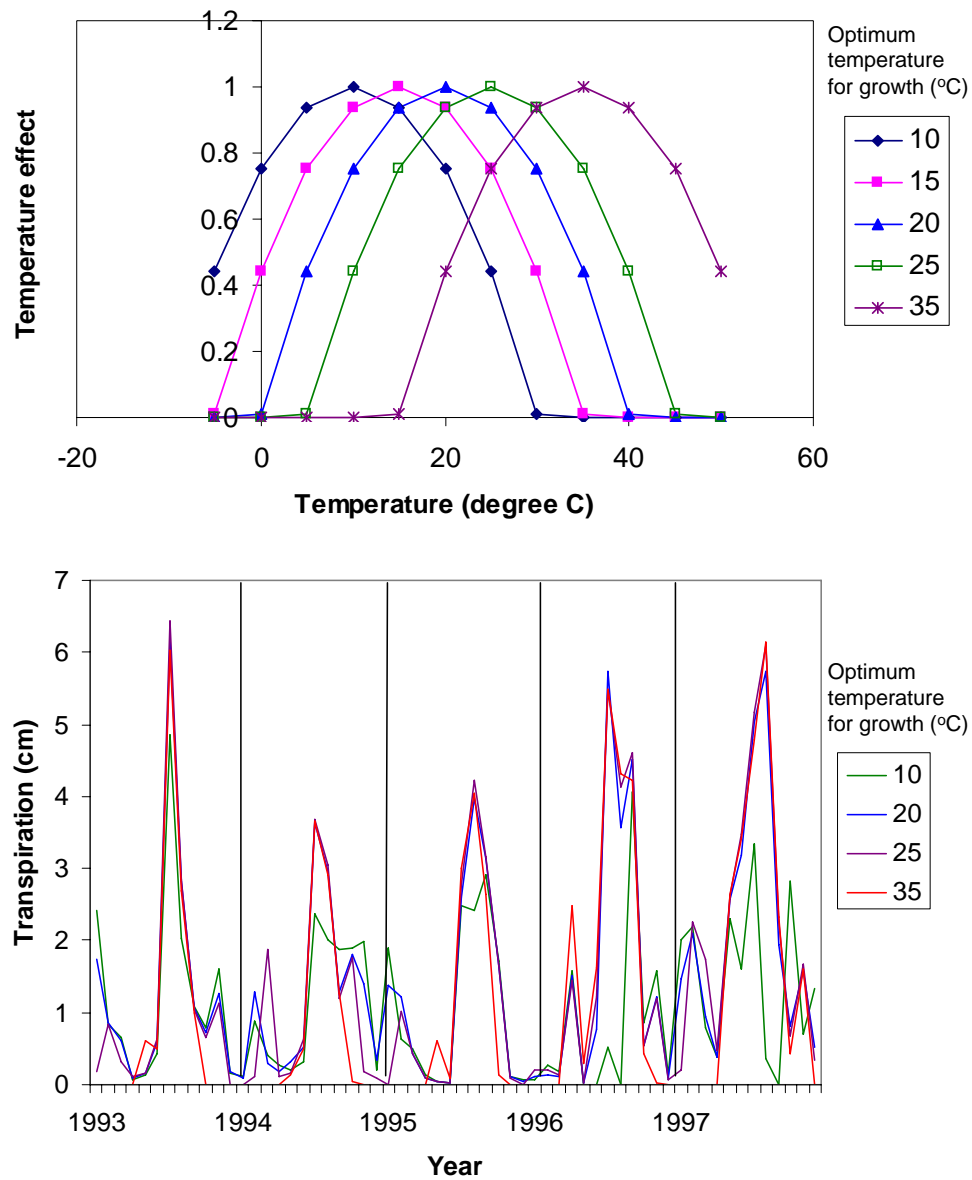 1.2
1
0.8
0.6
0.4
0.2
0
-20 0 20 40 60
Temperature effect
Temperature (degree C)
Optimum
temperature
for growth (ºC)
10
15
20
25
35
7
6
5
4
3
2
1
0
1993 1994 1995 1996 1997
Transpiration (cm)
Year
Optimum
temperature
for growth (ºC)
10
20
25
35